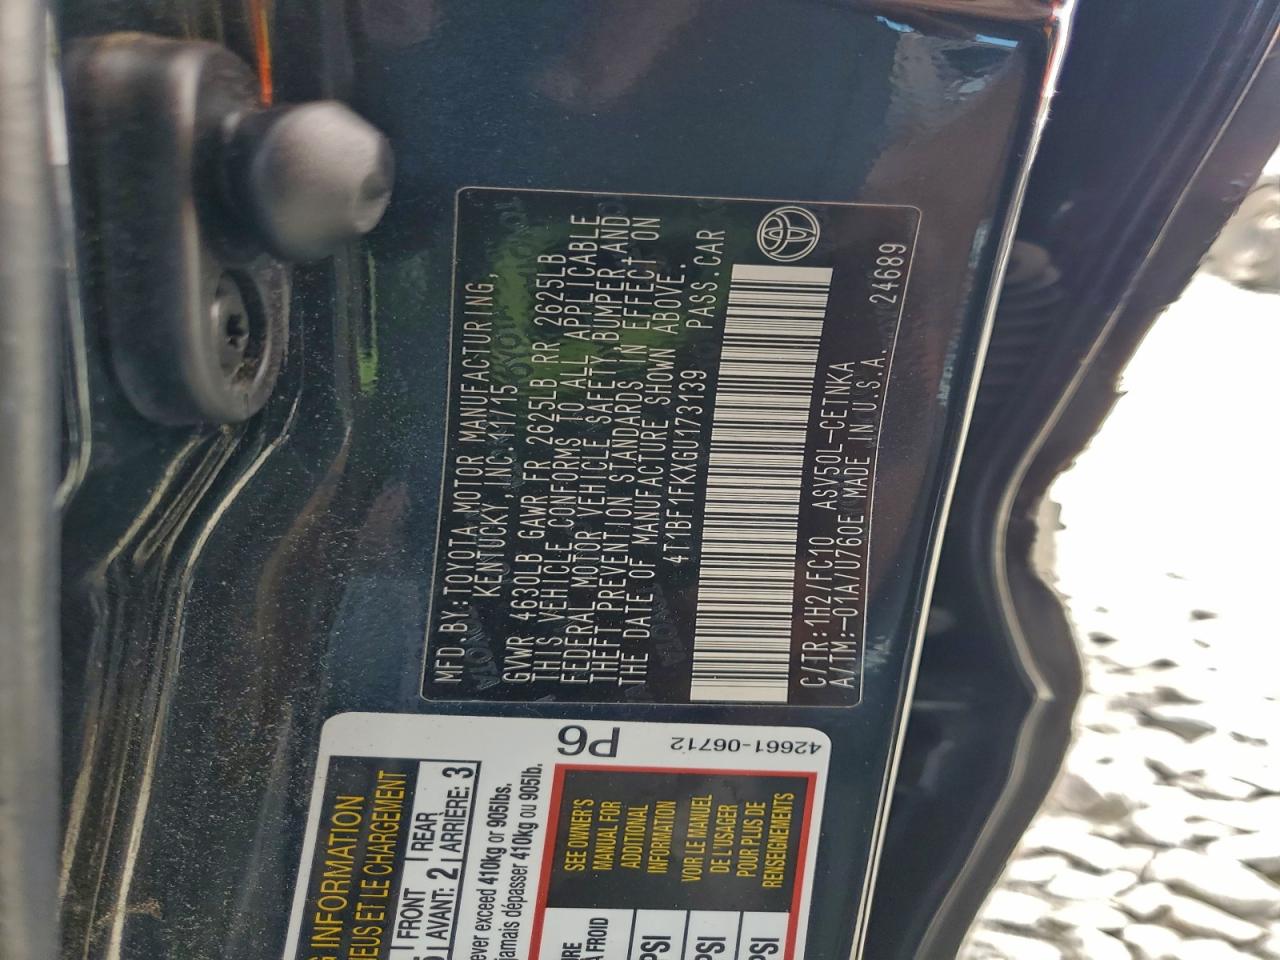 MFD.BY:TOYOTA MOTOR MANUFACTURING,
KENTUCKY,INC.11/15
GVWR 4630LB GAWR FR 2625LB RR 2625LB
THIS VEHICLE CONFORMS TO ALL APPLICABLE
FEDERAL MOTOR VEHICLE SAFETY,BUMPER,AND
THEFT PREVENTION STANDARDS IN EFFECT ON
THE DATE OF MANUFACTURE SHOWN ABOVE.
4T1BF1FKXGU173139 PASS.CAR
C/TR:1H2/FC10 ASV50L-CETNKA
A/TM:-01A/U760E MADE IN U.S.A. 24689
P6
42661-06712
INFORMATION
ET LE CHARGEMENT
FRONT
AVANT: 2
REAR
ARRIÈRE: 3
exceed 410kg or 905lbs.
jamais dépasser 410kg ou 905lb.
SEE OWNER'S
MANUAL FOR
ADDITIONAL
INFORMATION
VOIR LE MANUEL
DE L'USAGER
POUR PLUS DE
RENSEIGNEMENTS
FROID
PSI
PSI
PSI